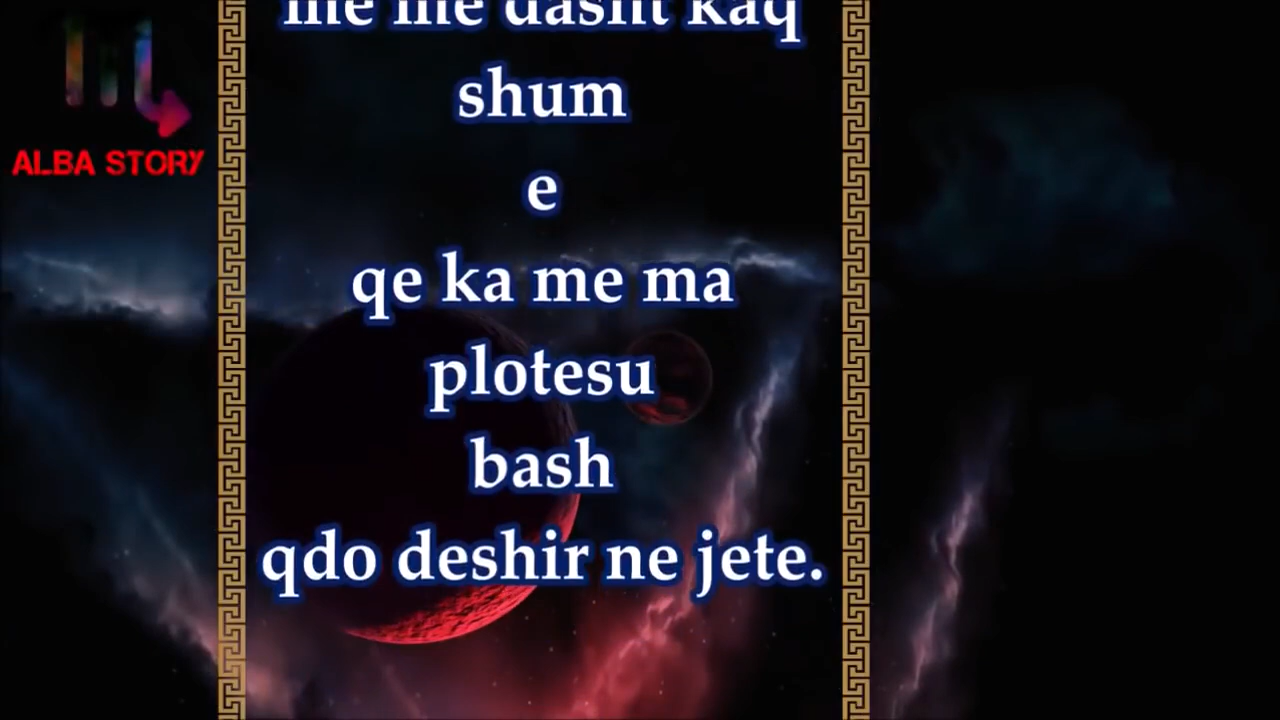 me me dasht kaq
shum
e
qe ka me ma
plotesu
bash
qdo deshir ne jete.
ALBA STORY